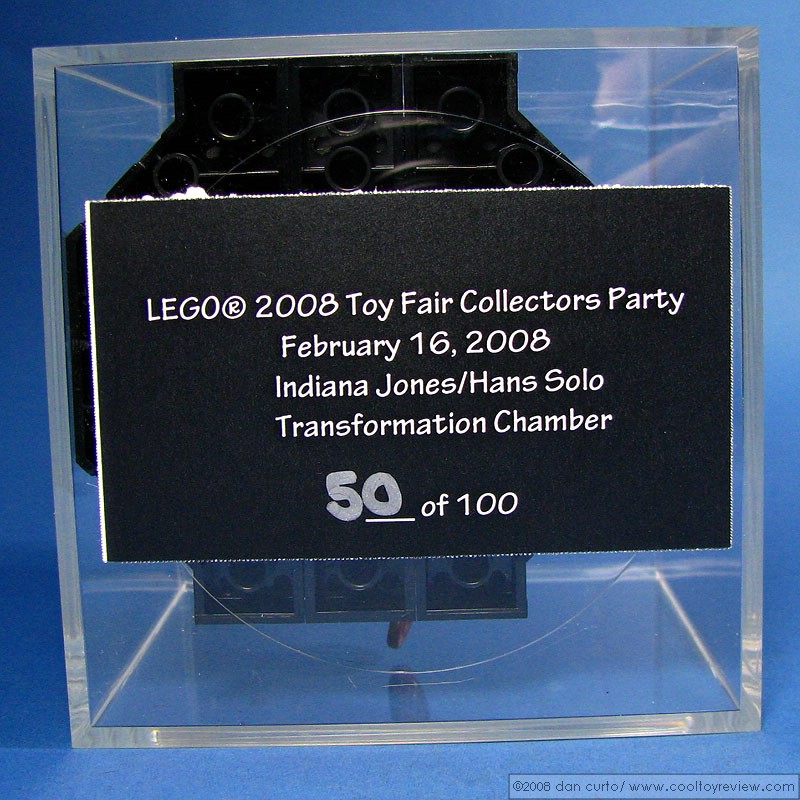 LEGO® 2008 Toy Fair Collectors Party
February 16, 2008
Indiana Jones/Hans Solo
Transformation Chamber
50 of 100
©2008 dan curto/ www.cooltoyreview.com